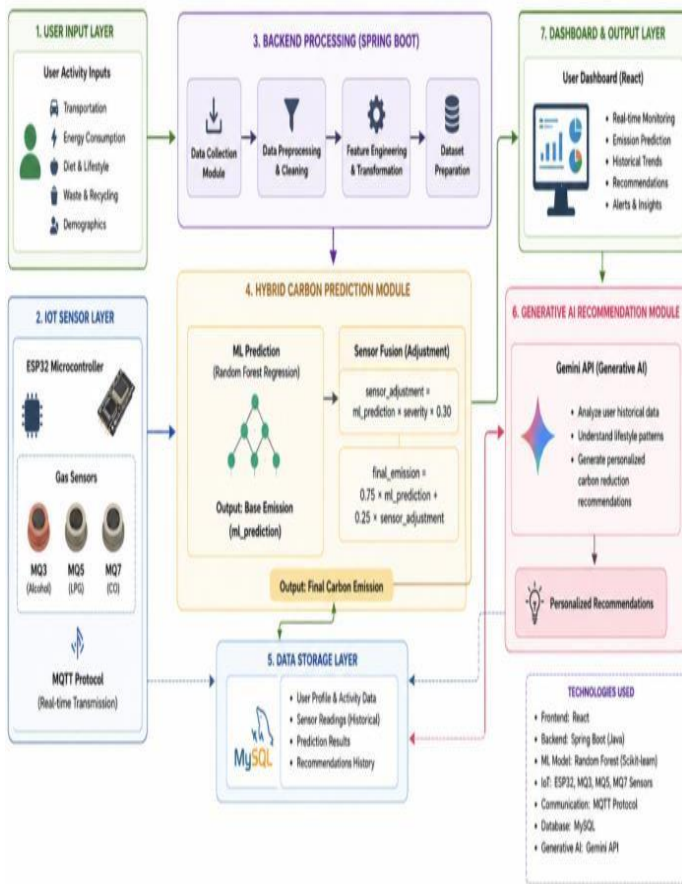 1. USER INPUT LAYER
User Activity Inputs
Transportation
Energy Consumption
Diet & Lifestyle
Waste & Recycling
Demographics
3. BACKEND PROCESSING (SPRING BOOT)
Data Collection
Module
Data Preprocessing
& Cleaning
Feature Engineering
& Transformation
Dataset
Preparation
7. DASHBOARD & OUTPUT LAYER
User Dashboard (React)
• Real-time Monitoring
• Emission Prediction
• Historical Trends
• Recommendations
• Alerts & Insights
2. IOT SENSOR LAYER
ESP32 Microcontroller
Gas Sensors
MQ3
(Alcohol)
MQ5
(LPG)
MQ7
(CO)
MQTT Protocol
(Real-time Transmission)
4. HYBRID CARBON PREDICTION MODULE
ML Prediction
(Random Forest Regression)
Output: Base Emission
(ml_prediction)
Sensor Fusion (Adjustment)
sensor_adjustment =
ml_prediction × severity × 0.30
final_emission =
0.75 × ml_prediction +
0.25 × sensor_adjustment
Output: Final Carbon Emission
6. GENERATIVE AI RECOMMENDATION MODULE
Gemini API (Generative AI)
• Analyze user historical data
• Understand lifestyle patterns
• Generate personalized
carbon reduction
recommendations
Personalized Recommendations
5. DATA STORAGE LAYER
MySQL
• User Profile & Activity Data
• Sensor Readings (Historical)
• Prediction Results
• Recommendations History
TECHNOLOGIES USED
• Frontend: React
• Backend: Spring Boot (Java)
• ML Model: Random Forest (Scikit-learn)
• IoT: ESP32, MQ3, MQ5, MQ7 Sensors
• Communication: MQTT Protocol
• Database: MySQL
• Generative AI: Gemini API